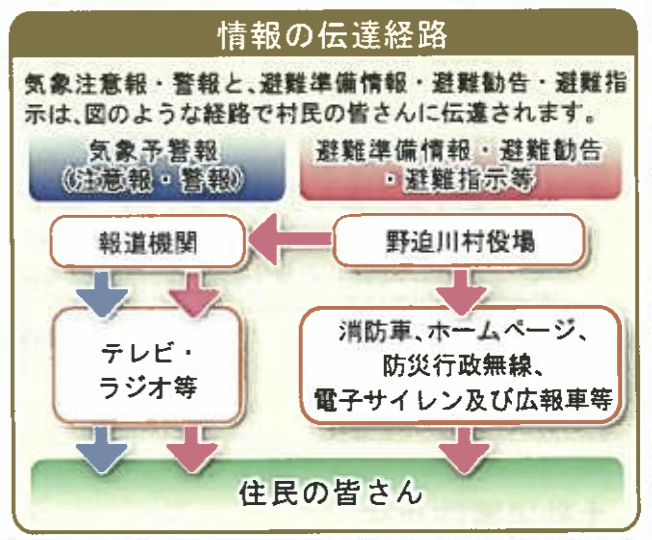 情報の伝達経路
気象注意報・警報と、避難準備情報・避難勧告・避難指
示は、図のような経路で村民の皆さんに伝達されます。
気象予警報
(注意報・警報)
避難準備情報・避難勧告
・避難指示等
報道機関
野迫川村役場
テレビ・
ラジオ等
消防車、ホームページ、
防災行政無線、
電子サイレン及び広報車等
住民の皆さん